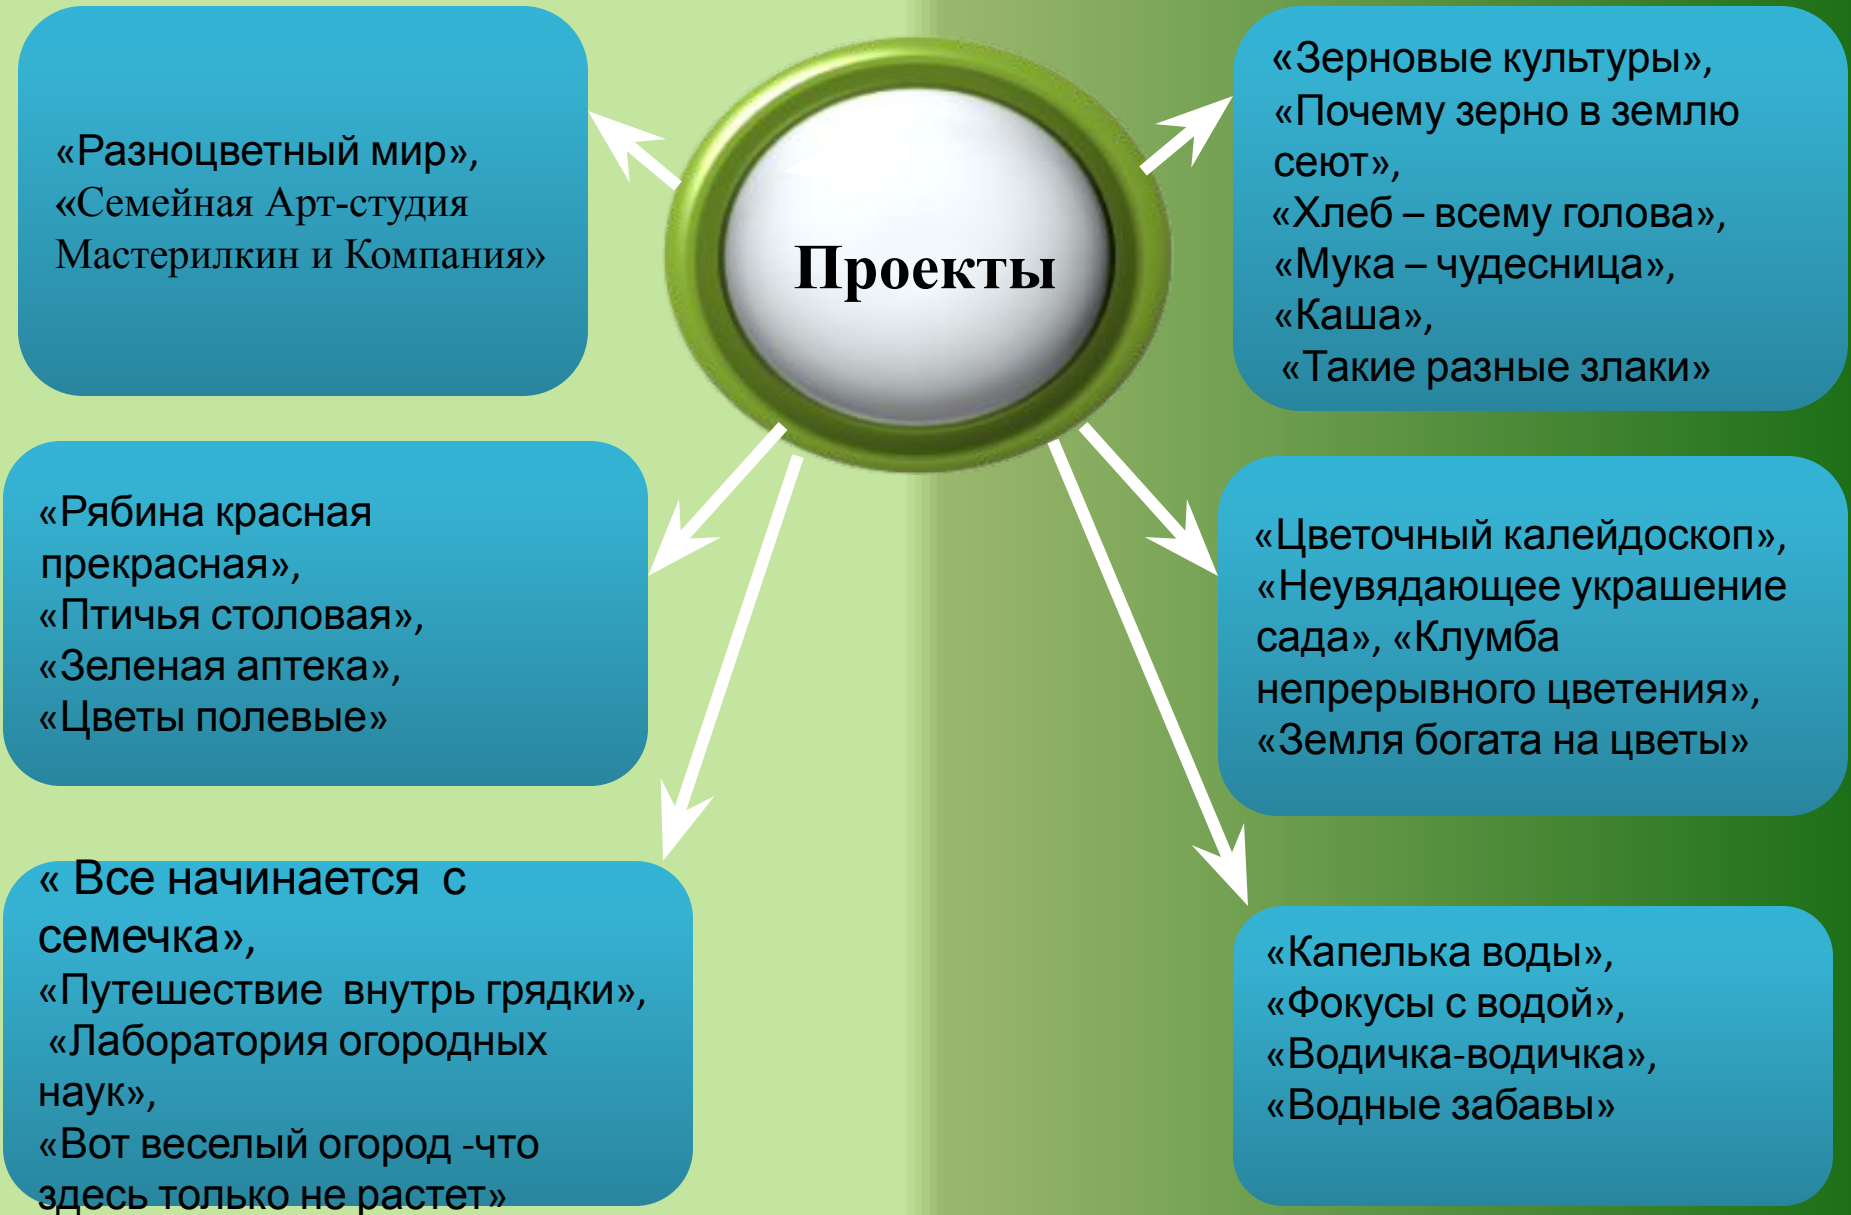 «Разноцветный мир»,
«Семейная Арт-студия
Мастерилкин и Компания»
Проекты
«Зерновые культуры»,
«Почему зерно в землю
сеют»,
«Хлеб – всему голова»,
«Мука – чудесница»,
«Каша»,
«Такие разные злаки»
«Рябина красная
прекрасная»,
«Птичья столовая»,
«Зеленая аптека»,
«Цветы полевые»
«Цветочный калейдоскоп»,
«Неувядающее украшение
сада», «Клумба
непрерывного цветения»,
«Земля богата на цветы»
« Все начинается с
семечка»,
«Путешествие внутрь грядки»,
«Лаборатория огородных
наук»,
«Вот веселый огород -что
здесь только не растет»
«Капелька воды»,
«Фокусы с водой»,
«Водичка-водичка»,
«Водные забавы»